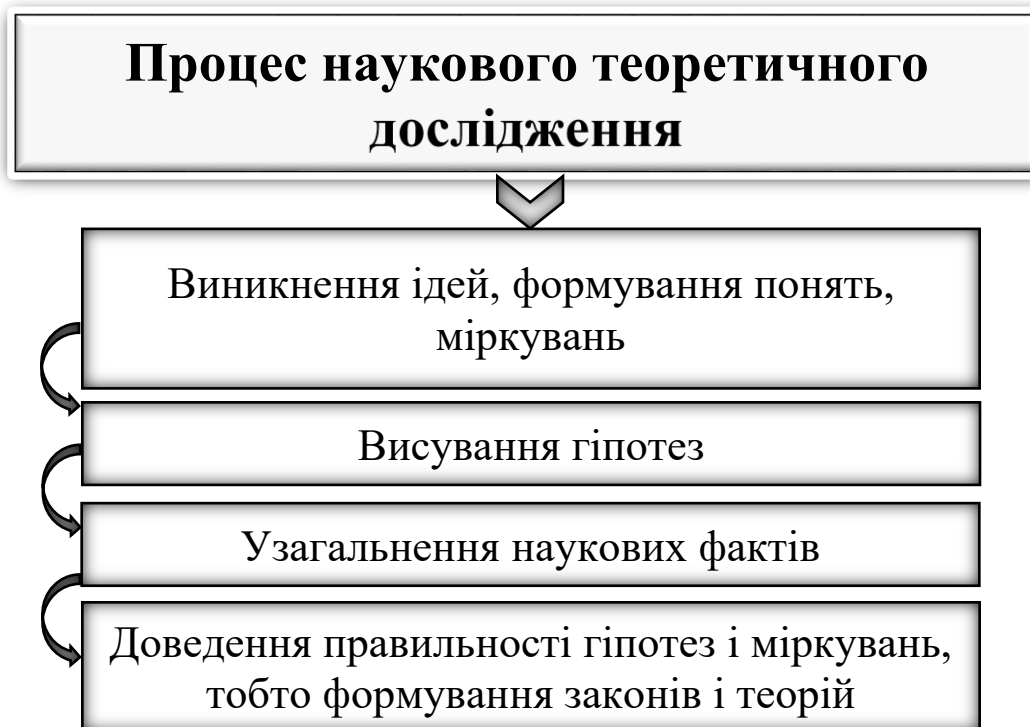 Процес наукового теоретичного
дослідження
Виникнення ідей, формування понять,
міркувань
Висування гіпотез
Узагальнення наукових фактів
Доведення правильності гіпотез і міркувань,
тобто формування законів і теорій